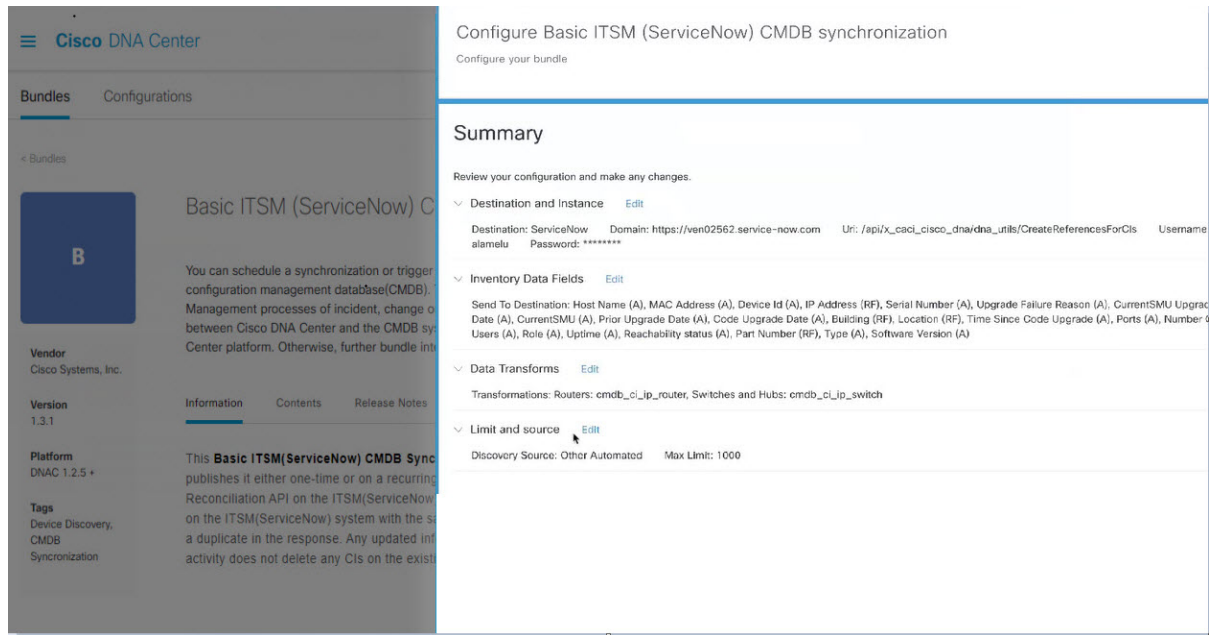 Cisco DNA Center
Bundles Configurations
< Bundles
B
Basic ITSM (ServiceNow) C
You can schedule a synchronization or trigger
configuration management database(CMDB).
Management processes of incident, change o
between Cisco DNA Center and the CMDB sy
Center platform. Otherwise, further bundle int
Vendor
Cisco Systems, Inc.
Version
1.3.1
Platform
DNAC 1.2.5 +
Tags
Device Discovery,
CMDB
Syncronization
Information Contents Release Notes
This Basic ITSM(ServiceNow) CMDB Sync
publishes it either one-time or on a recurring
Reconciliation API on the ITSM(ServiceNow
on the ITSM(ServiceNow) system with the sa
a duplicate in the response. Any updated inf
activity does not delete any CIs on the exist
Configure Basic ITSM (ServiceNow) CMDB synchronization
Configure your bundle
Summary
Review your configuration and make any changes.
Destination and Instance Edit
Destination: ServiceNow Domain: https://ven02562.service-now.com Uri: /api/x_caci_cisco_dna/dna_utils/CreateReferencesForCIs Username
alamelu Password: ********
Inventory Data Fields Edit
Send To Destination: Host Name (A), MAC Address (A), Device Id (A), IP Address (RF), Serial Number (A), Upgrade Failure Reason (A), CurrentSMU Upgrad
Date (A), CurrentSMU (A), Prior Upgrade Date (A), Code Upgrade Date (A), Building (RF), Location (RF), Time Since Code Upgrade (A), Ports (A), Number
Users (A), Role (A), Uptime (A), Reachability status (A), Part Number (RF), Type (A), Software Version (A)
Data Transforms Edit
Transformations: Routers: cmdb_ci_ip_router, Switches and Hubs: cmdb_ci_ip_switch
Limit and source Edit
Discovery Source: Other Automated Max Limit: 1000